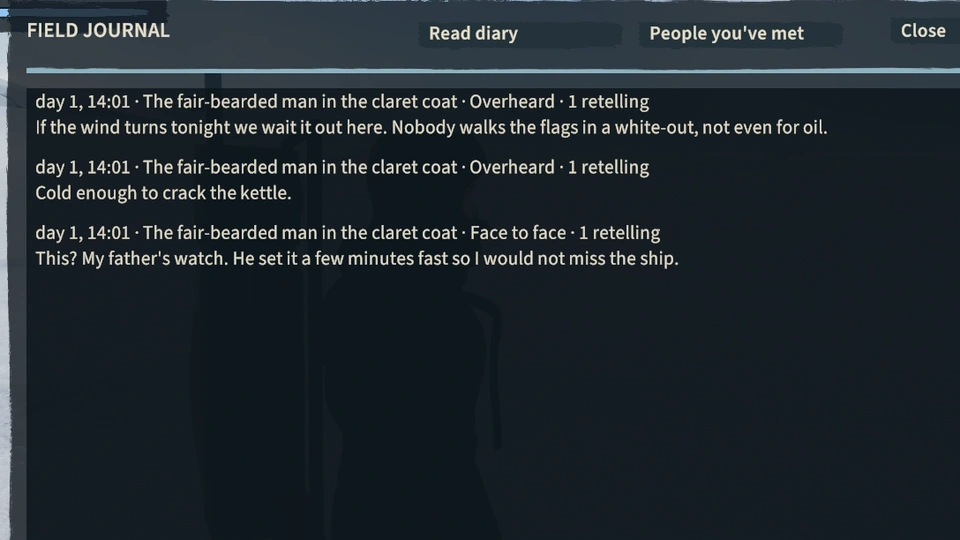 FIELD JOURNAL
Read diary
People you've met
Close
day 1, 14:01 · The fair-bearded man in the claret coat · Overheard · 1 retelling
If the wind turns tonight we wait it out here. Nobody walks the flags in a white-out, not even for oil.
day 1, 14:01 · The fair-bearded man in the claret coat · Overheard · 1 retelling
Cold enough to crack the kettle.
day 1, 14:01 · The fair-bearded man in the claret coat · Face to face · 1 retelling
This? My father's watch. He set it a few minutes fast so I would not miss the ship.